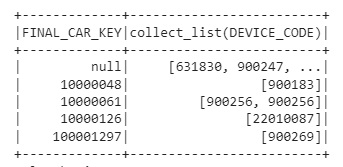 +-------------+--------------------------+
|FINAL_CAR_KEY|collect_list(DEVICE_CODE)|
+-------------+--------------------------+
|         null|     [631830, 900247, ...|
|     10000048|                 [900183]|
|     10000061|         [900256, 900256]|
|     10000126|               [22010087]|
|    100001297|                 [900269]|
+-------------+--------------------------+